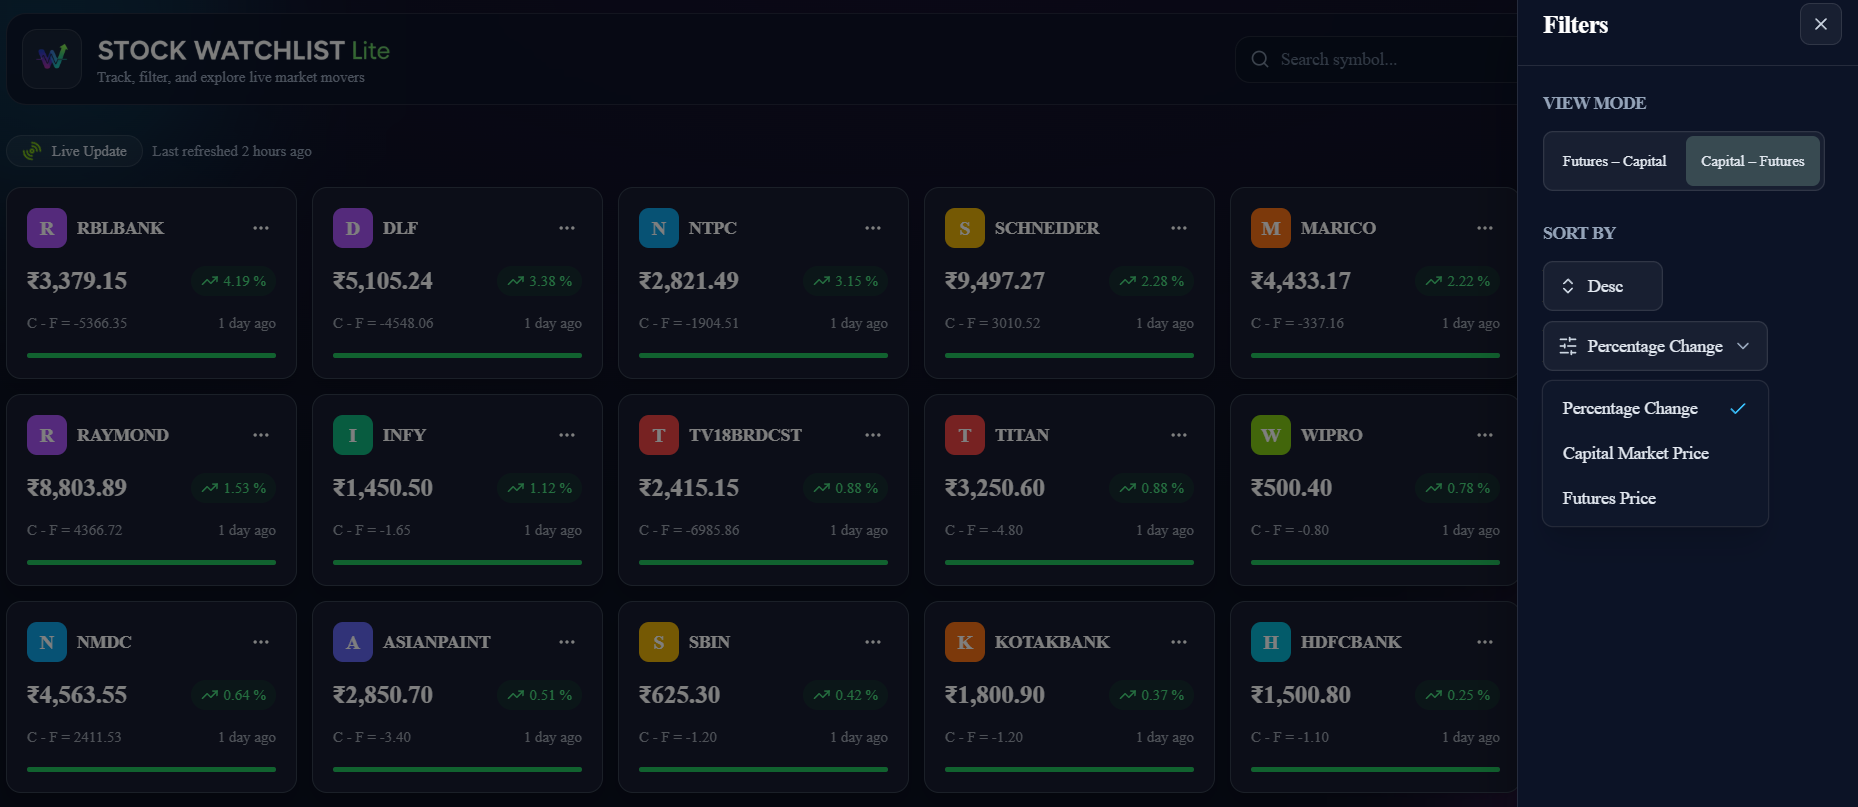 STOCK WATCHLIST Lite
Track, filter, and explore live market movers
Search symbol...
Live Update
Last refreshed 2 hours ago
R RBLBANK ...
₹3,379.15 4.19 %
C - F = -5366.35 1 day ago
D DLF ...
₹5,105.24 3.38 %
C - F = -4548.06 1 day ago
N NTPC ...
₹2,821.49 3.15 %
C - F = -1904.51 1 day ago
S SCHNEIDER ...
₹9,497.27 2.28 %
C - F = 3010.52 1 day ago
M MARICO ...
₹4,433.17 2.22 %
C - F = -337.16 1 day ago
R RAYMOND ...
₹8,803.89 1.53 %
C - F = 4366.72 1 day ago
I INFY ...
₹1,450.50 1.12 %
C - F = -1.65 1 day ago
T TV18BRDCST ...
₹2,415.15 0.88 %
C - F = -6985.86 1 day ago
T TITAN ...
₹3,250.60 0.88 %
C - F = -4.80 1 day ago
W WIPRO ...
₹500.40 0.78 %
C - F = -0.80 1 day ago
N NMDC ...
₹4,563.55 0.64 %
C - F = 2411.53 1 day ago
A ASIANPAINT ...
₹2,850.70 0.51 %
C - F = -3.40 1 day ago
S SBIN ...
₹625.30 0.42 %
C - F = -1.20 1 day ago
K KOTAKBANK ...
₹1,800.90 0.37 %
C - F = -1.20 1 day ago
H HDFCBANK ...
₹1,500.80 0.25 %
C - F = -1.10 1 day ago
Filters
VIEW MODE
Futures – Capital
Capital – Futures
SORT BY
Desc
Percentage Change
Percentage Change
Capital Market Price
Futures Price